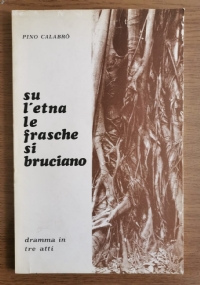 PINO CALABRÒ
su
l'etna
le
frasche
si
bruciano
dramma in
tre atti